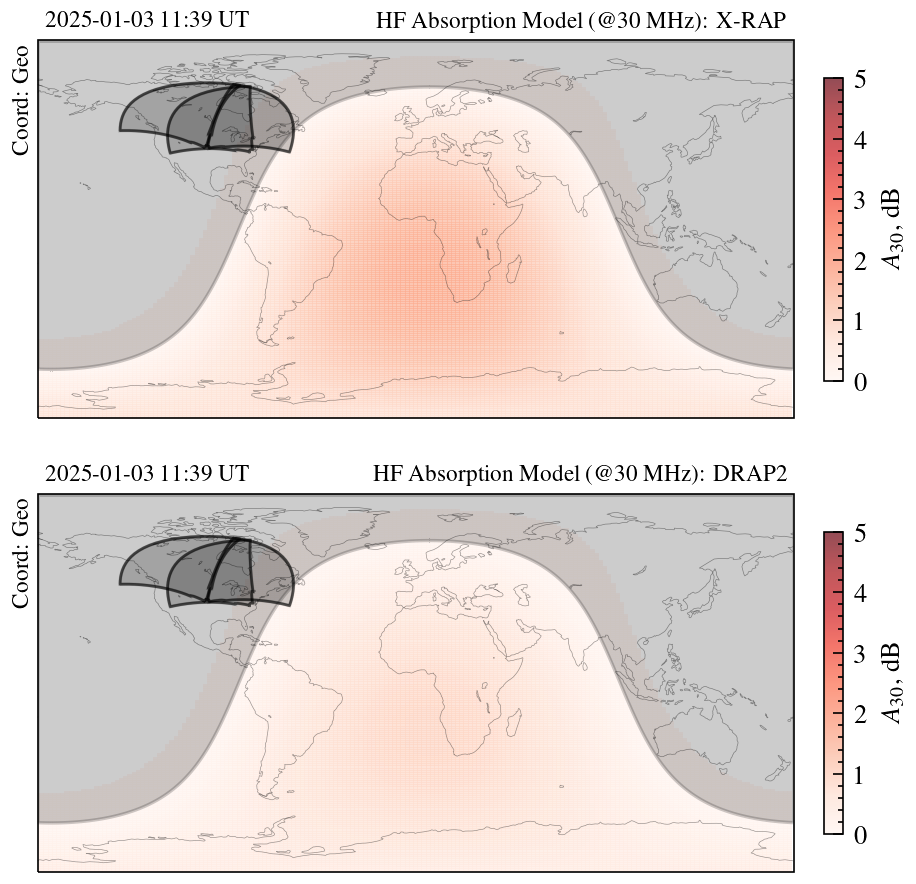 2025-01-03 11:39 UT
HF Absorption Model (@30 MHz): X-RAP
Coord: Geo
5
4
3
2
1
0
A₃₀, dB
2025-01-03 11:39 UT
HF Absorption Model (@30 MHz): DRAP2
Coord: Geo
5
4
3
2
1
0
A₃₀, dB